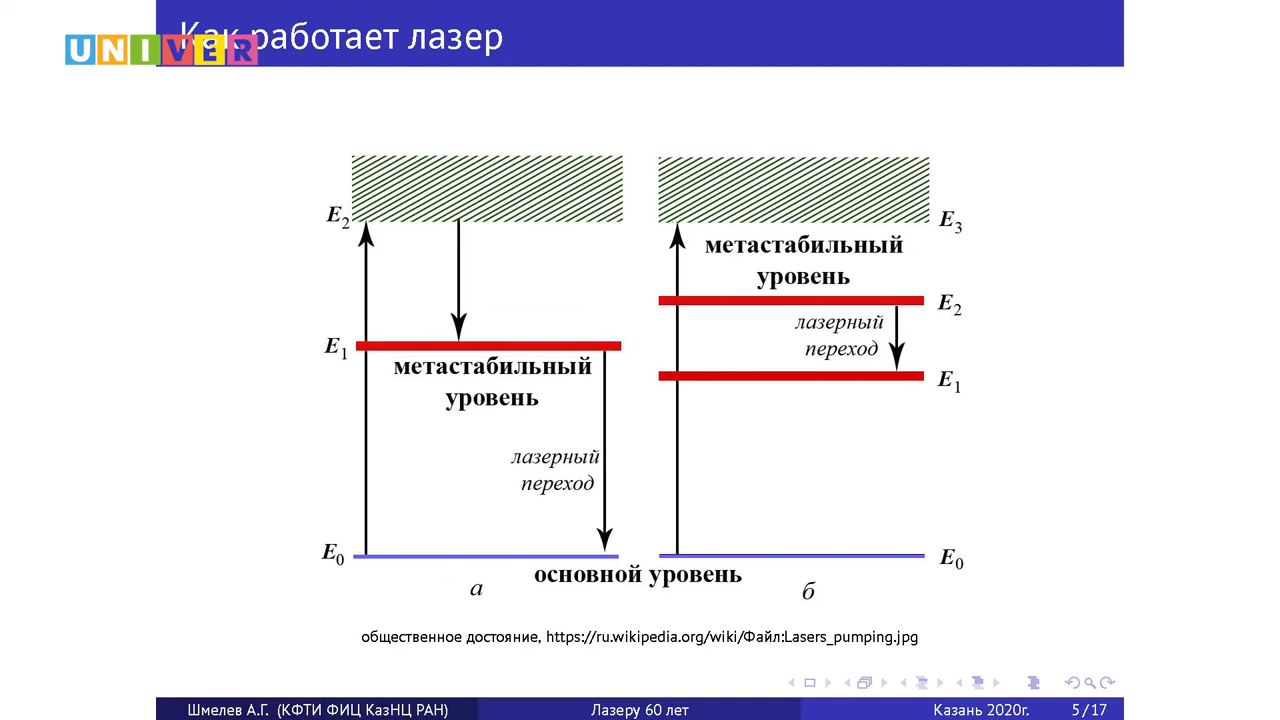 Как работает лазер
UNIVER
E2
E1
метастабильный
уровень
лазерный
переход
E0
а
основной уровень
E3
метастабильный
уровень
E2
лазерный
переход
E1
E0
б
общественное достояние, https://ru.wikipedia.org/wiki/Файл:Lasers_pumping.jpg
Шмелев А.Г. (КФТИ ФИЦ КазНЦ РАН)
Лазеру 60 лет
Казань 2020г.
5/17